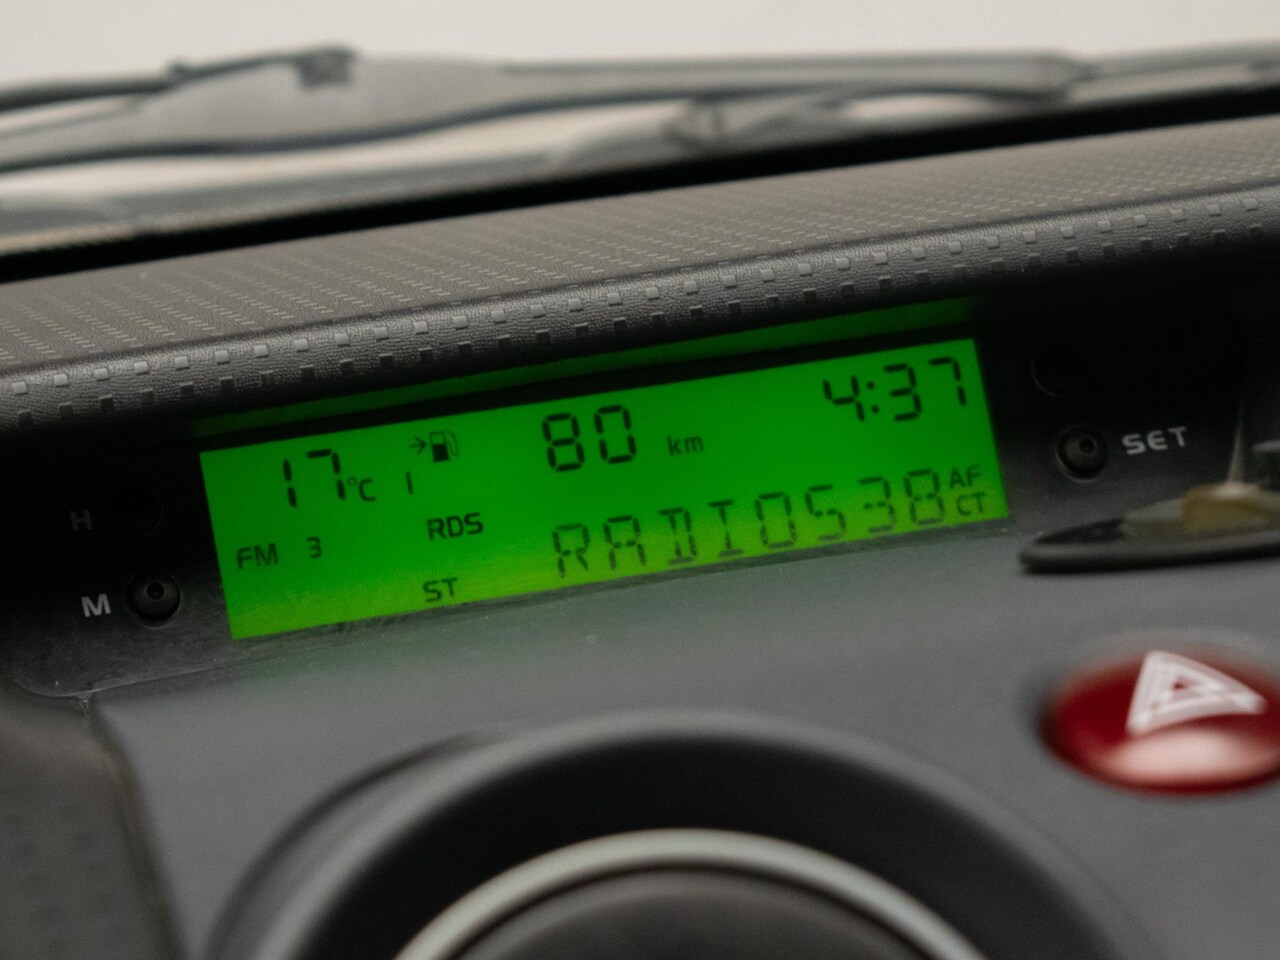 17°C 80 km 4:37
1
FM 3 RDS RADIO538 AF
CT
ST
H
M
SET